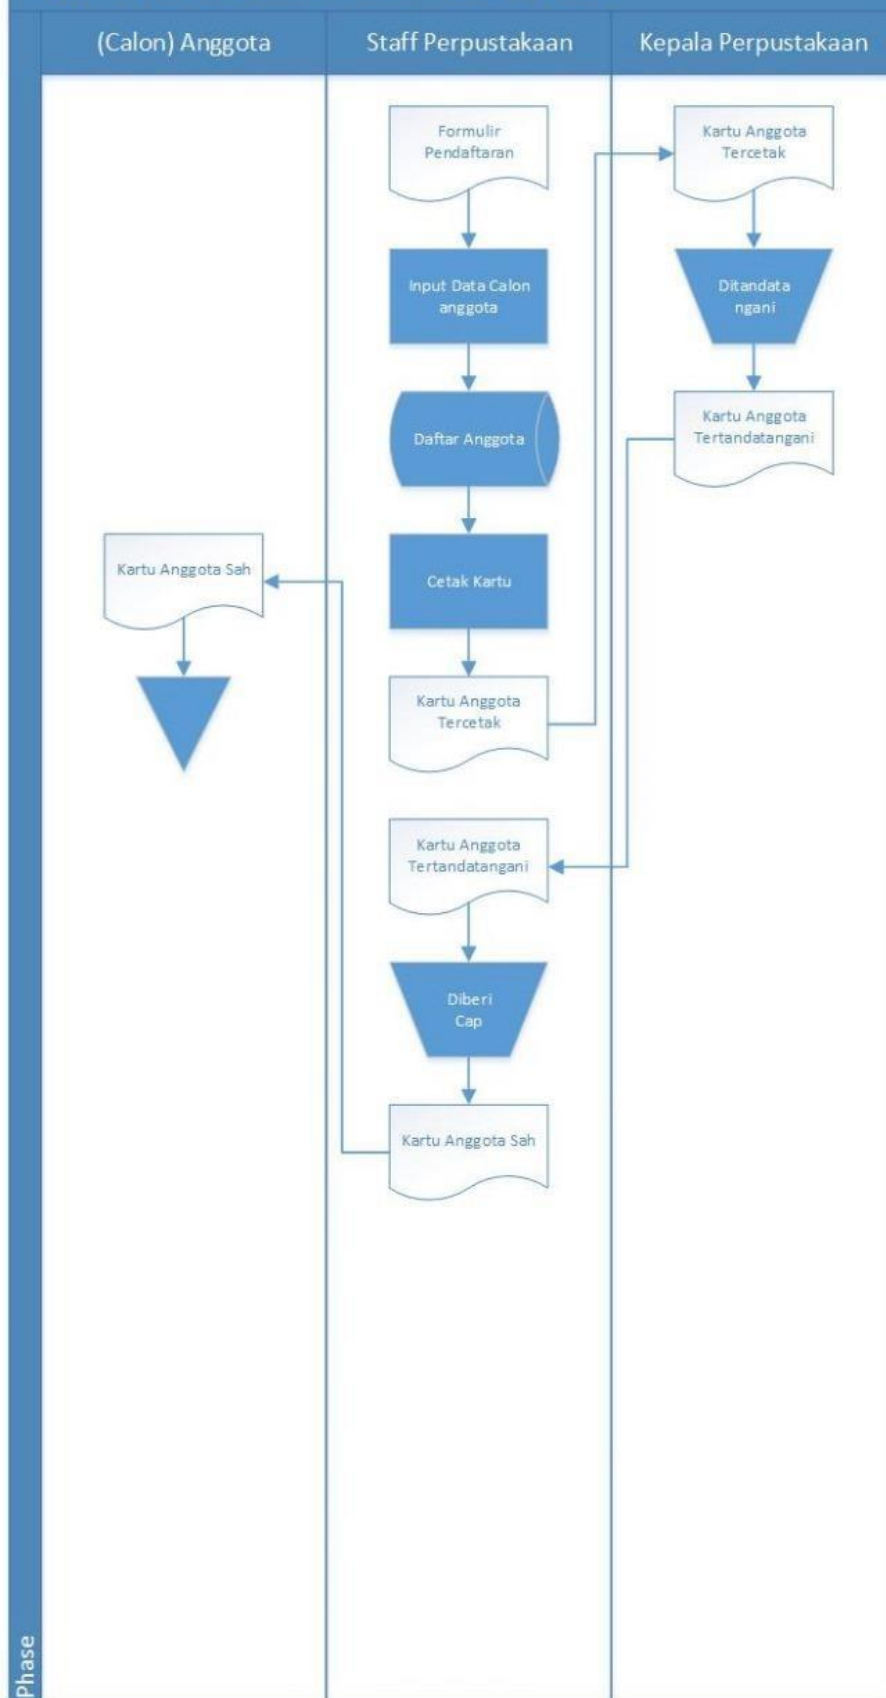 (Calon) Anggota
Staff Perpustakaan
Kepala Perpustakaan
Formulir
Pendaftaran
Input Data Calon
anggota
Daftar Anggota
Cetak Kartu
Kartu Anggota
Tercetak
Kartu Anggota
Tercetak
Ditandata
ngani
Kartu Anggota
Tertandatangani
Kartu Anggota
Tertandatangani
Diberi
Cap
Kartu Anggota Sah
Kartu Anggota Sah
Phase